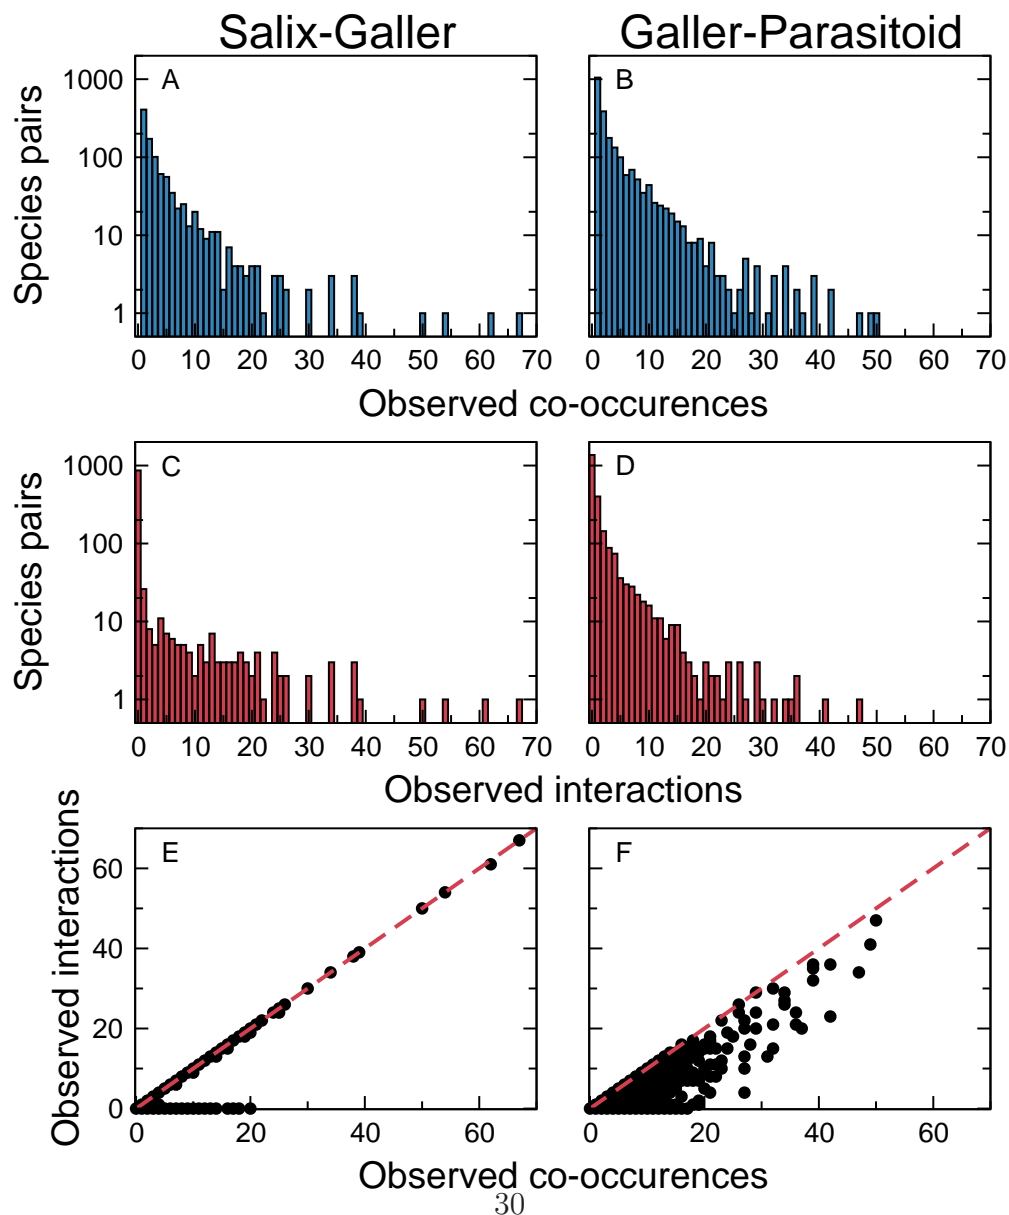 Salix-Galler Galler-Parasitoid
A B
Species pairs
1000
100
10
1
0 10 20 30 40 50 60 70 0 10 20 30 40 50 60 70
Observed co-occurences
C D
Species pairs
1000
100
10
1
0 10 20 30 40 50 60 70 0 10 20 30 40 50 60 70
Observed interactions
E F
Observed interactions
60
40
20
0
0 20 40 60 0 20 40 60
Observed co-occurences
30